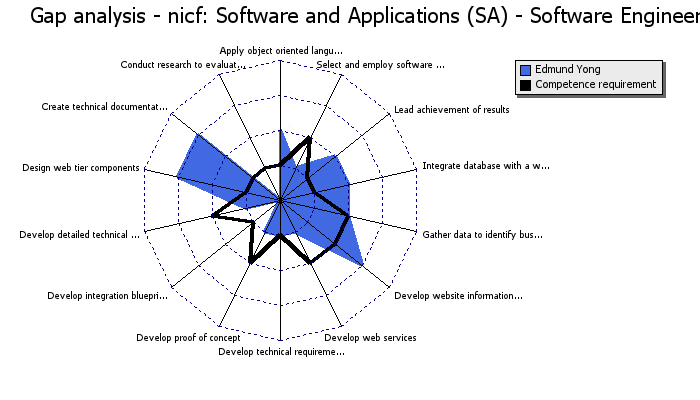 Gap analysis - nicf: Software and Applications (SA) - Software Engineer
Edmund Yong
Competence requirement
Apply object oriented langu...
Select and employ software ...
Lead achievement of results
Integrate database with a w...
Gather data to identify bus...
Develop website information...
Develop web services
Develop technical requireme...
Develop proof of concept
Develop integration bluepri...
Develop detailed technical ...
Design web tier components
Create technical documentat...
Conduct research to evaluat...